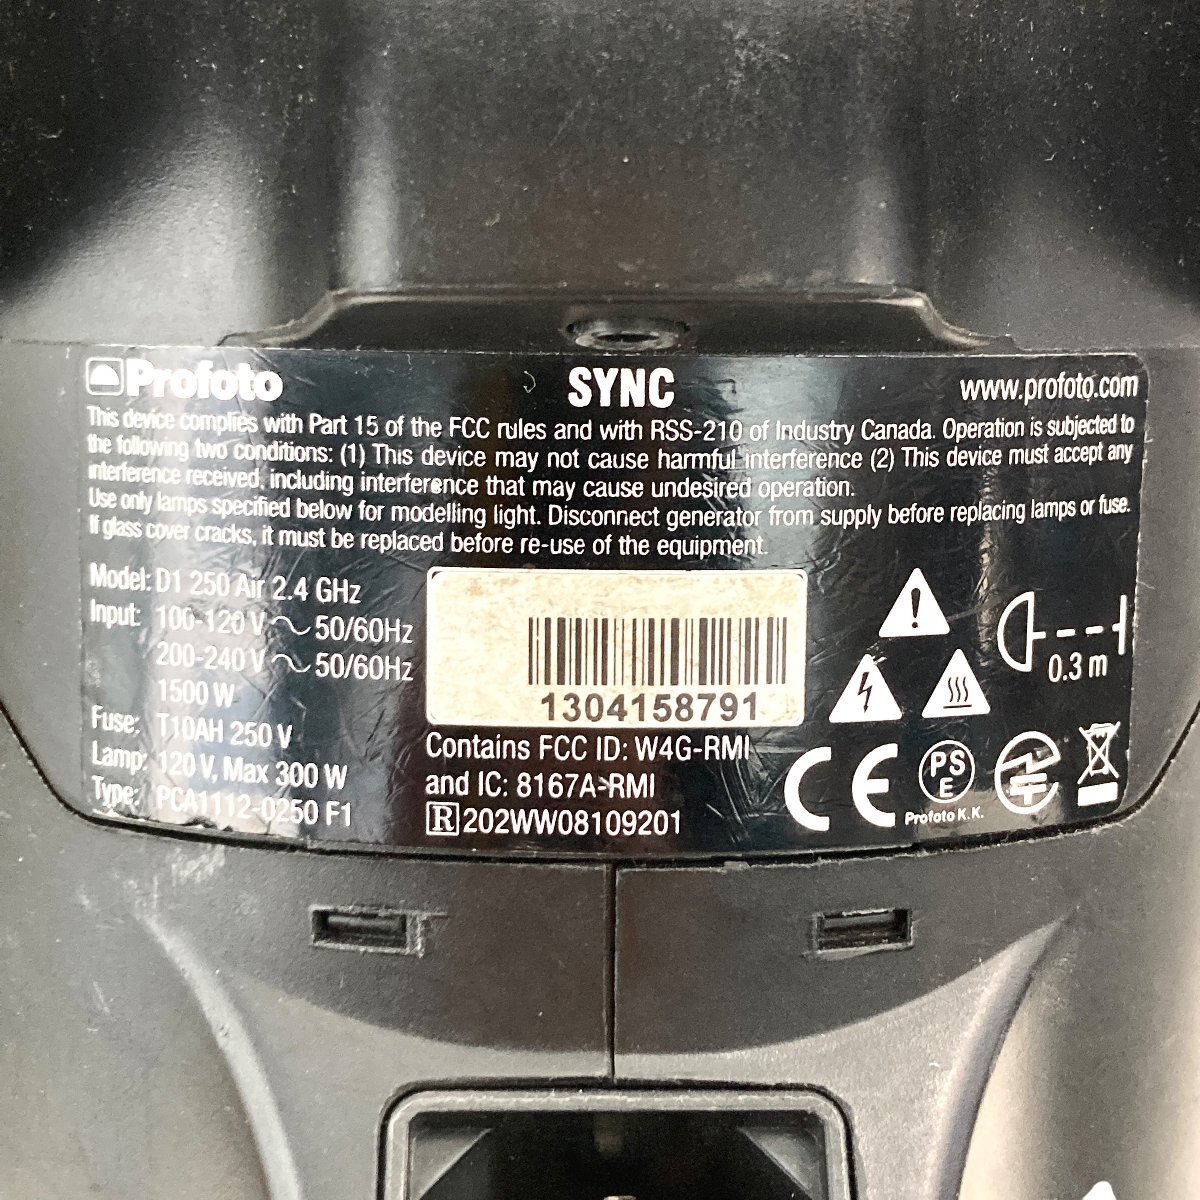 Profoto SYNC www.profoto.com
This device complies with Part 15 of the FCC rules and with RSS-210 of Industry Canada. Operation is subjected to
the following two conditions: (1) This device may not cause harmful interference (2) This device must accept any
interference received, including interference that may cause undesired operation.
Use only lamps specified below for modelling light. Disconnect generator from supply before replacing lamps or fuse.
If glass cover cracks, it must be replaced before re-use of the equipment.
Model: D1 250 Air 2.4 GHz
Input: 100-120 V 50/60Hz
200-240 V 50/60Hz
1500 W
Fuse: T10AH 250 V
Lamp: 120 V, Max 300 W
Type: PCA1112-0250 F1
1304158791
Contains FCC ID: W4G-RMI
and IC: 8167A-RMI
R 202WW08109201
0.3 m
CE
PS
E
Profoto K.K.